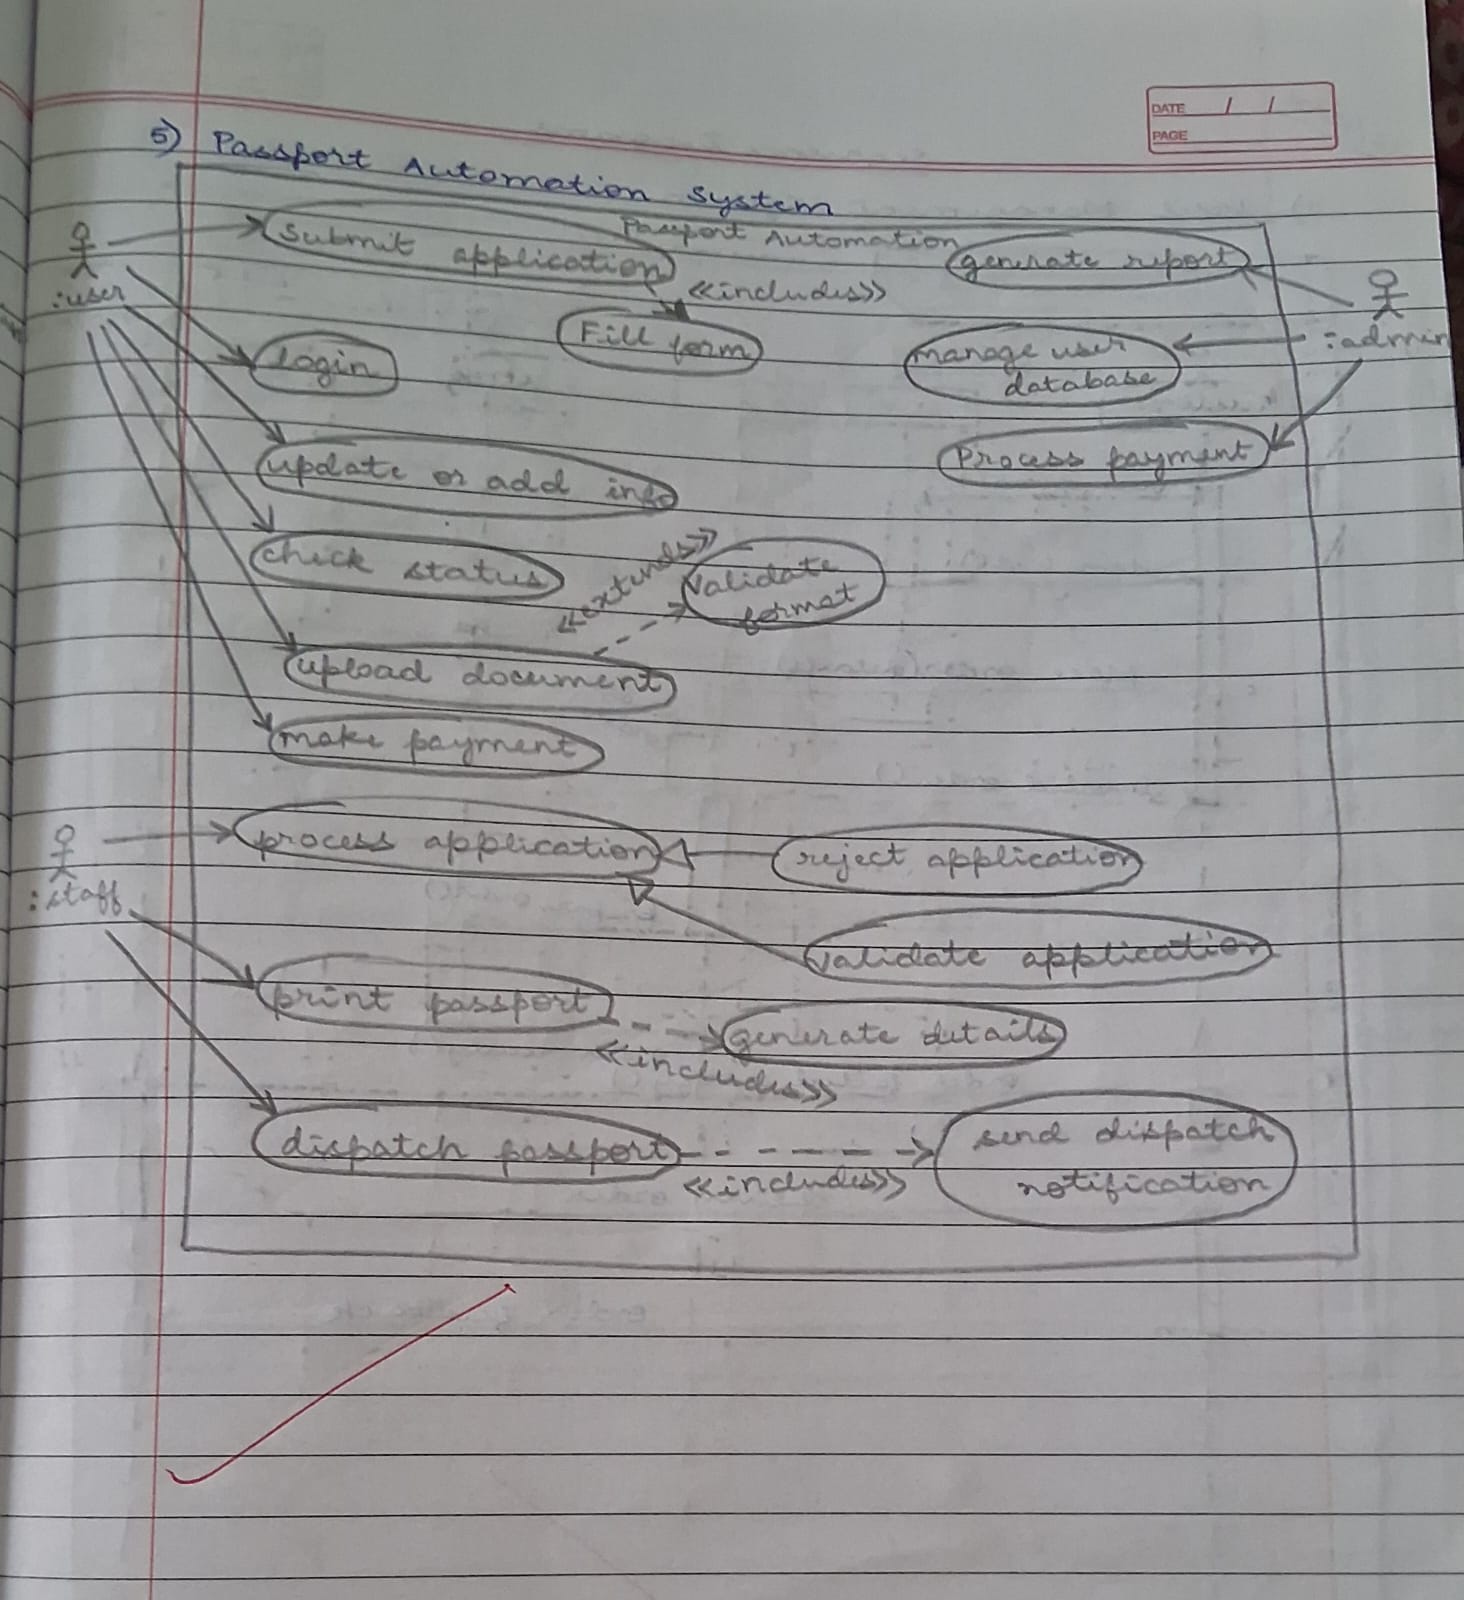 DATE / /
PAGE
5) Passport Automation System
Passport Automation
submit application
generate report
<<includes>>
:user
Fill form
:admin
manage user
database
login
Process payment
update or add info
check status
<<extends>>
validate
format
upload document
make payment
process application
reject application
:staff
validate application
print passport
generate details
<<includes>>
dispatch passport
send dispatch
notification
<<includes>>